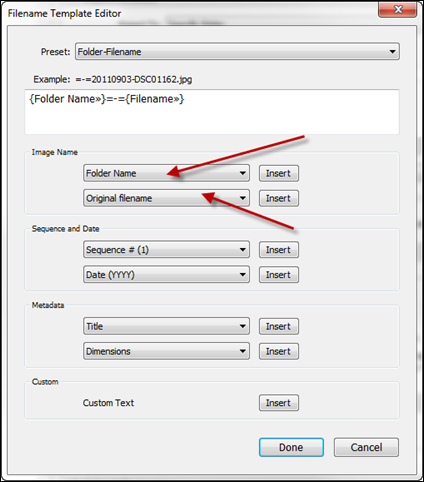 Filename Template Editor
Preset: Folder-Filename
Example: =-=20110903-DSC01162.jpg
{Folder Name»}=-={Filename»}
Image Name
Folder Name Insert
Original filename Insert
Sequence and Date
Sequence # (1) Insert
Date (YYYY) Insert
Metadata
Title Insert
Dimensions Insert
Custom
Custom Text Insert
Done Cancel